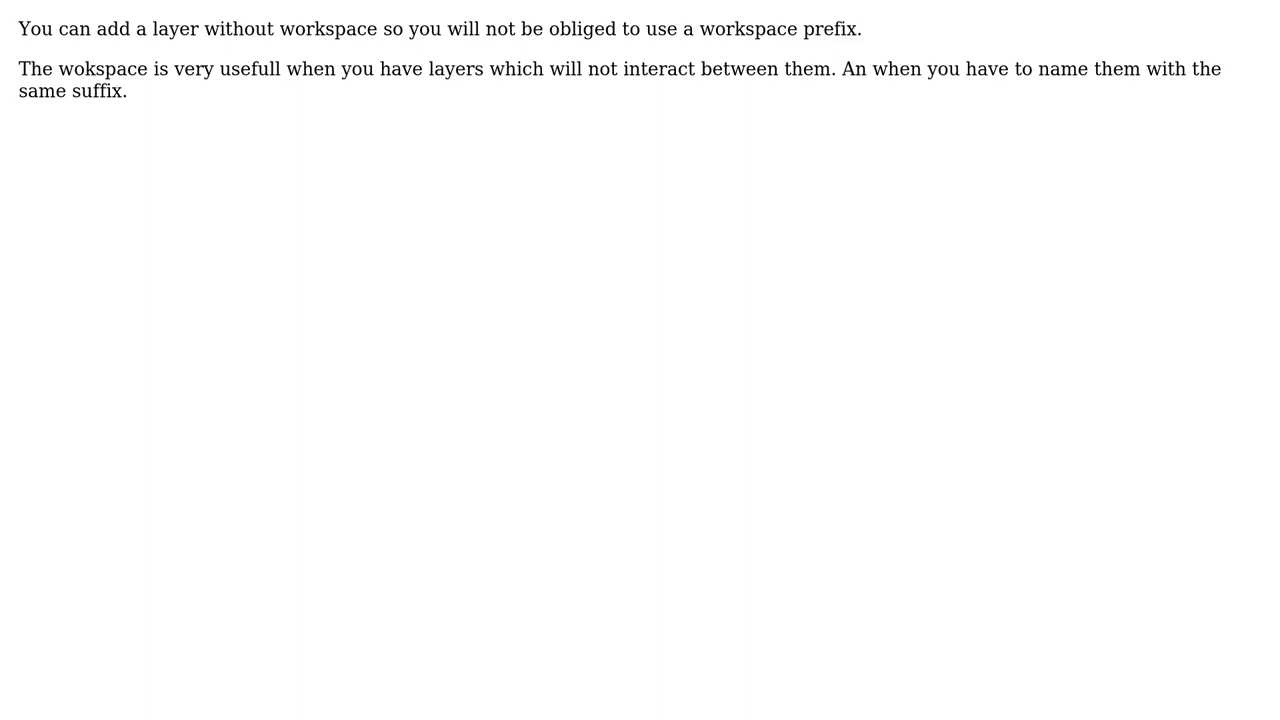 You can add a layer without workspace so you will not be obliged to use a workspace prefix.
The wokspace is very usefull when you have layers which will not interact between them. An when you have to name them with the
same suffix.